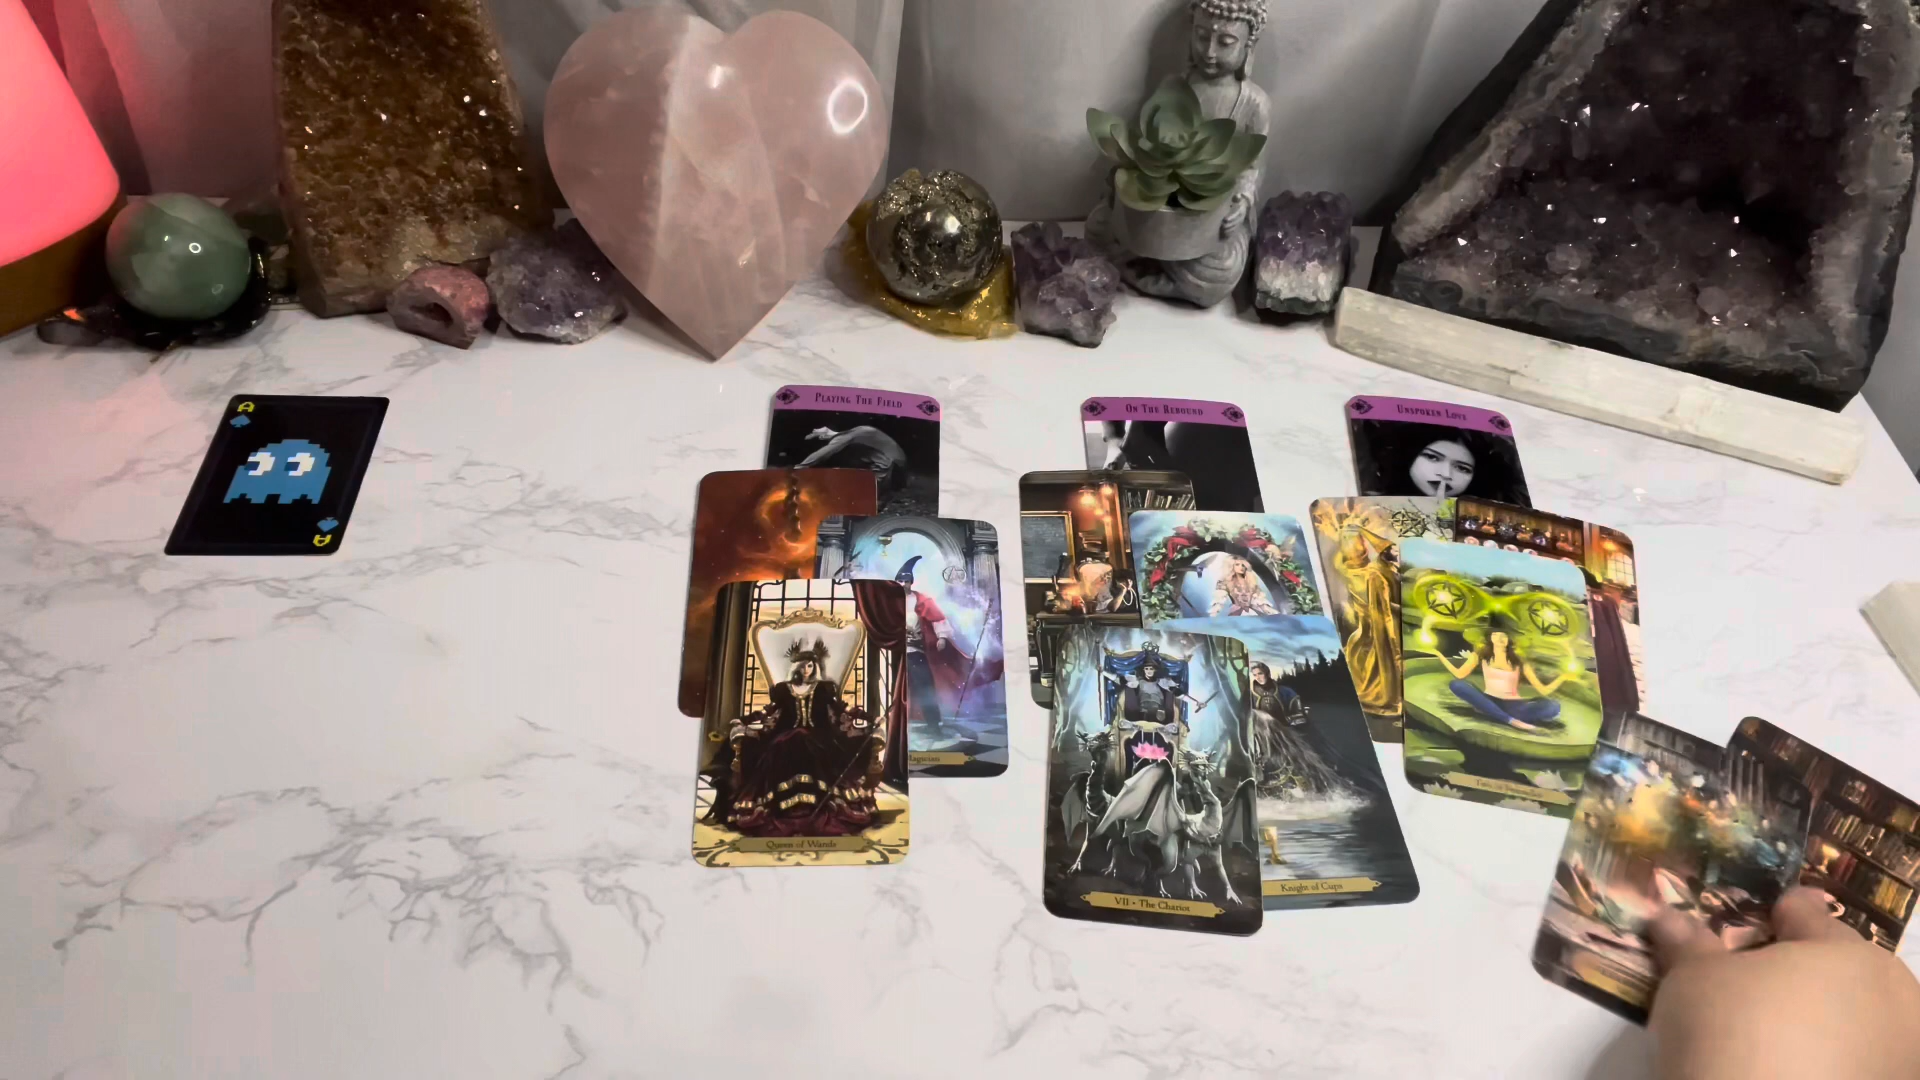 PLAYING THE FIELD
ON THE REBOUND
UNSPOKEN LOVE
A
A
Magician
Queen of Wands
VII • The Chariot
Knight of Cups